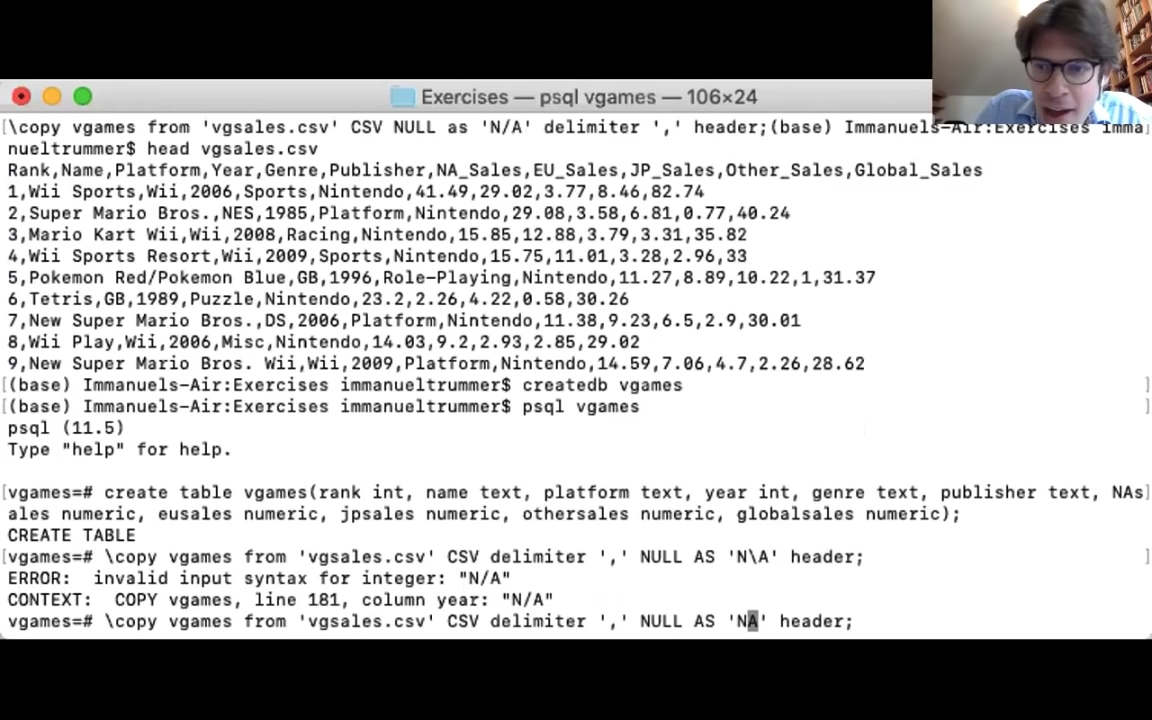 Exercises — psql vgames — 106×24
[\copy vgames from 'vgsales.csv' CSV NULL as 'N/A' delimiter ',' header;(base) Immanuels-Air:Exercises imma]
nueltrummer$ head vgsales.csv
Rank,Name,Platform,Year,Genre,Publisher,NA_Sales,EU_Sales,JP_Sales,Other_Sales,Global_Sales
1,Wii Sports,Wii,2006,Sports,Nintendo,41.49,29.02,3.77,8.46,82.74
2,Super Mario Bros.,NES,1985,Platform,Nintendo,29.08,3.58,6.81,0.77,40.24
3,Mario Kart Wii,Wii,2008,Racing,Nintendo,15.85,12.88,3.79,3.31,35.82
4,Wii Sports Resort,Wii,2009,Sports,Nintendo,15.75,11.01,3.28,2.96,33
5,Pokemon Red/Pokemon Blue,GB,1996,Role-Playing,Nintendo,11.27,8.89,10.22,1,31.37
6,Tetris,GB,1989,Puzzle,Nintendo,23.2,2.26,4.22,0.58,30.26
7,New Super Mario Bros.,DS,2006,Platform,Nintendo,11.38,9.23,6.5,2.9,30.01
8,Wii Play,Wii,2006,Misc,Nintendo,14.03,9.2,2.93,2.85,29.02
9,New Super Mario Bros. Wii,Wii,2009,Platform,Nintendo,14.59,7.06,4.7,2.26,28.62
[(base) Immanuels-Air:Exercises immanueltrummer$ createdb vgames ]
[(base) Immanuels-Air:Exercises immanueltrummer$ psql vgames ]
psql (11.5)
Type "help" for help.
[vgames=# create table vgames(rank int, name text, platform text, year int, genre text, publisher text, NAs]
ales numeric, eusales numeric, jpsales numeric, othersales numeric, globalsales numeric);
CREATE TABLE
[vgames=# \copy vgames from 'vgsales.csv' CSV delimiter ',' NULL AS 'N\A' header; ]
ERROR:  invalid input syntax for integer: "N/A"
CONTEXT:  COPY vgames, line 181, column year: "N/A"
vgames=# \copy vgames from 'vgsales.csv' CSV delimiter ',' NULL AS 'NA' header;